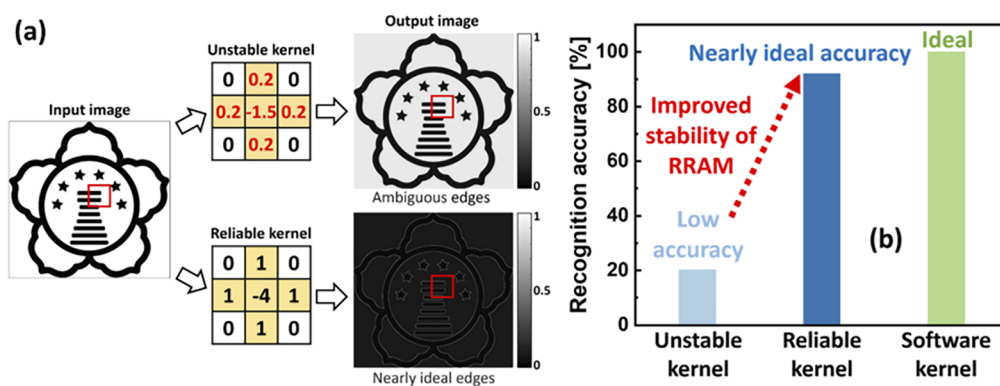 (a)
Input image
Unstable kernel
0 0.2 0
0.2 -1.5 0.2
0 0.2 0
Reliable kernel
0 1 0
1 -4 1
0 1 0
Output image
1
0.5
0
Ambiguous edges
1
0.5
0
Nearly ideal edges
Recognition accuracy [%]
100
80
60
40
20
0
Nearly ideal accuracy
Ideal
Improved
stability of
RRAM
Low
accuracy
(b)
Unstable
kernel
Reliable
kernel
Software
kernel